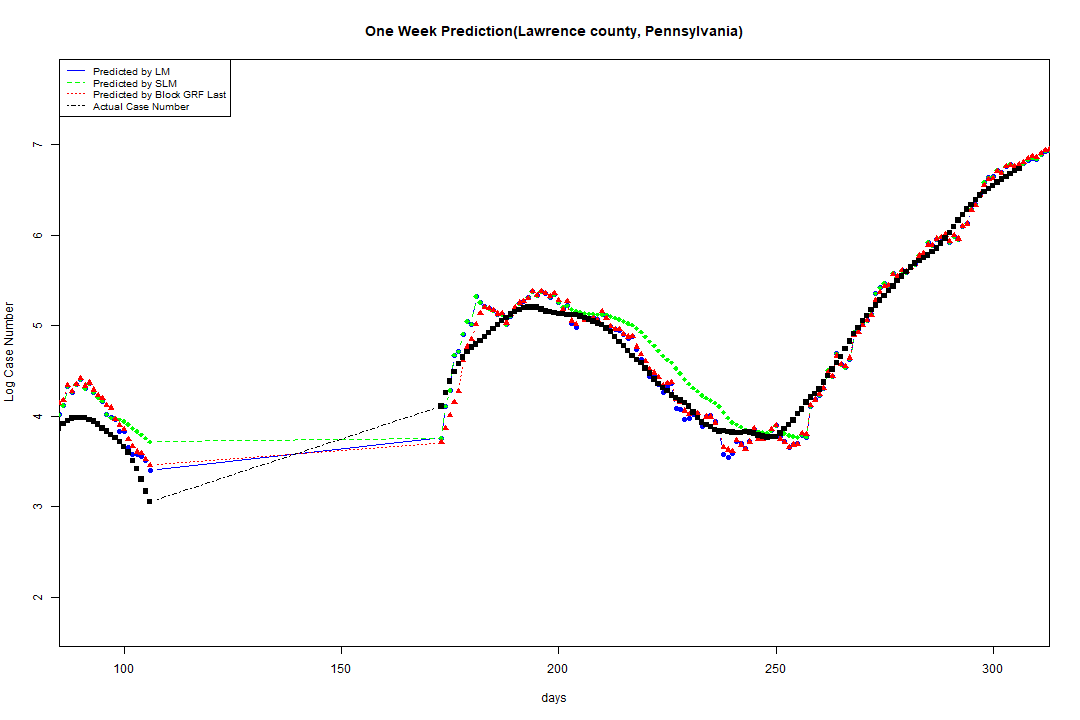 One Week Prediction(Lawrence county, Pennsylvania)
Predicted by LM
Predicted by SLM
Predicted by Block GRF Last
Actual Case Number
7
6
5
4
3
2
Log Case Number
100 150 200 250 300
days